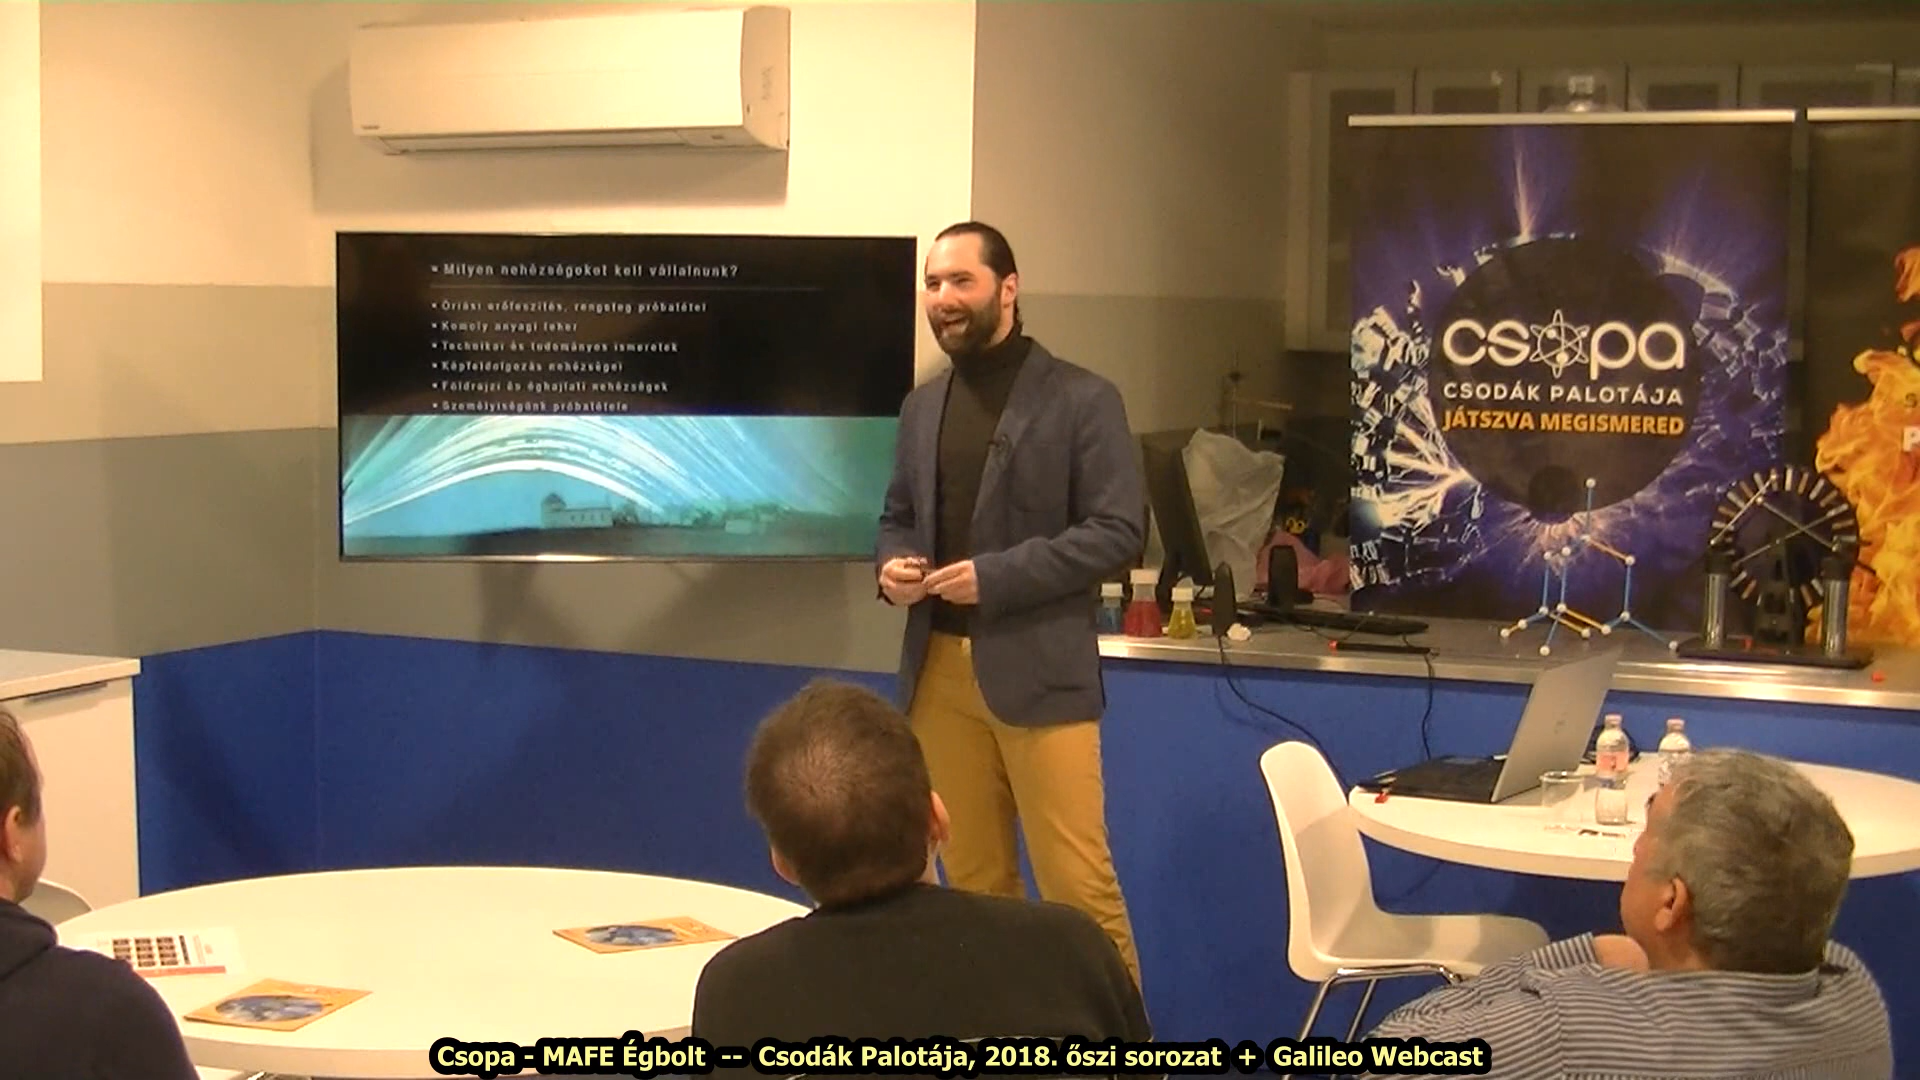 ▪ Milyen nehézségeket kell vállalnunk?
▪ Óriási erőfeszítés, rengeteg próbatétel
▪ Komoly anyagi teher
▪ Technikai és tudományos ismeretek
▪ Képfeldolgozás nehézségei
▪ Földrajzi és éghajlati nehézségek
▪ Személyiségünk próbatétele
csopa
CSODÁK PALOTÁJA
JÁTSZVA MEGISMERED
Csopa - MAFE Égbolt -- Csodák Palotája, 2018. őszi sorozat + Galileo Webcast